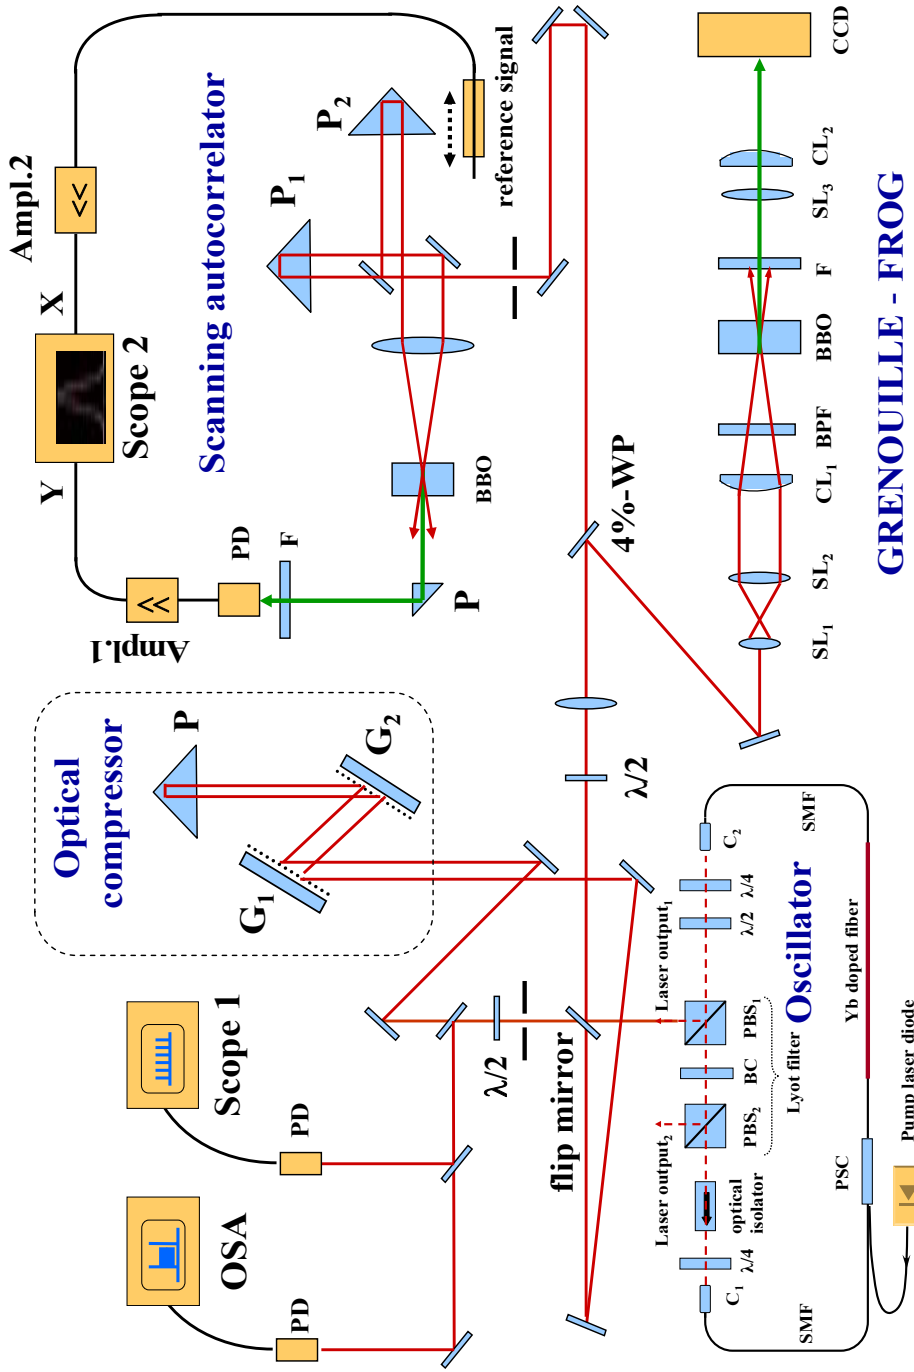 OSA
PD
Scope 1
PD
Optical
compressor
G1
G2
P
Ampl.1
Y
PD
F
P
Scope 2
X
Ampl.2
<<
<<
Scanning autocorrelator
BBO
P1
P2
reference signal
flip mirror
λ/2
λ/2
4%-WP
SL1
SL2
CL1
BPF
BBO
F
SL3
CL2
CCD
GRENOUILLE - FROG
Laser output2
Laser output1
C1
λ/4
optical
isolator
PBS2
BC
PBS1
λ/2
λ/4
C2
Lyot filter
Oscillator
SMF
SMF
PSC
Yb doped fiber
Pump laser diode